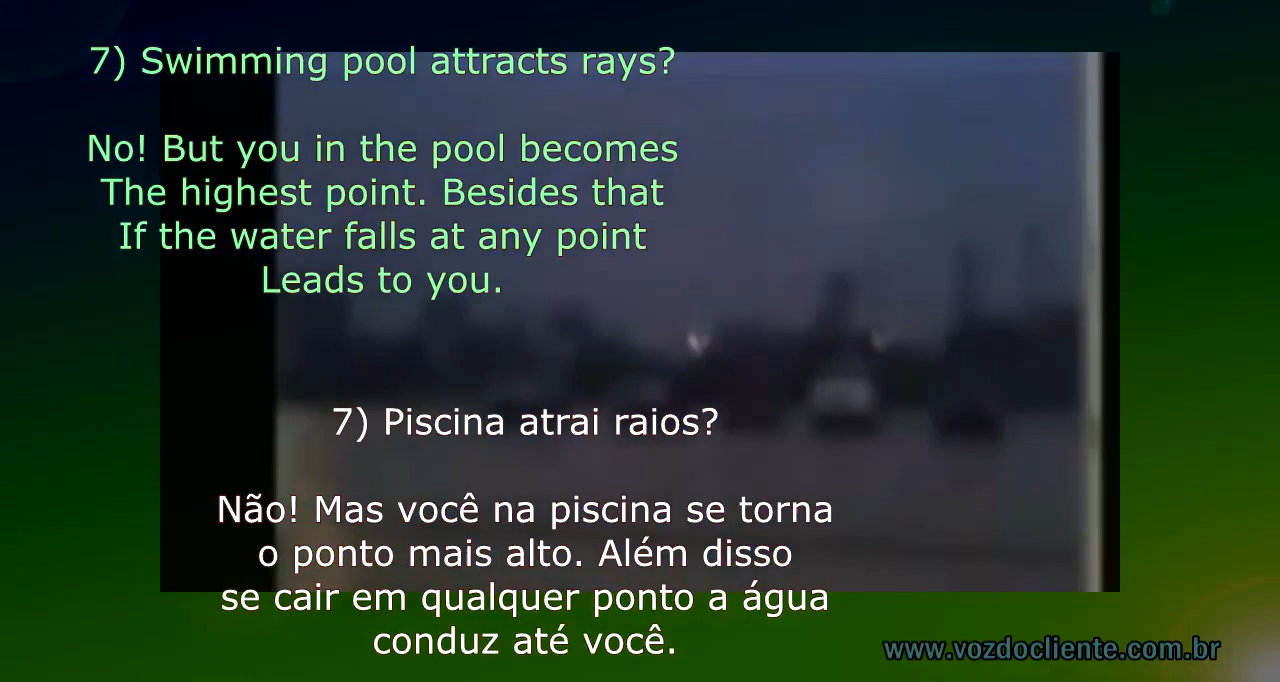 7) Swimming pool attracts rays?
No! But you in the pool becomes
The highest point. Besides that
If the water falls at any point
Leads to you.
7) Piscina atrai raios?
Não! Mas você na piscina se torna
o ponto mais alto. Além disso
se cair em qualquer ponto a água
conduz até você.
www.vozdocliente.com.br